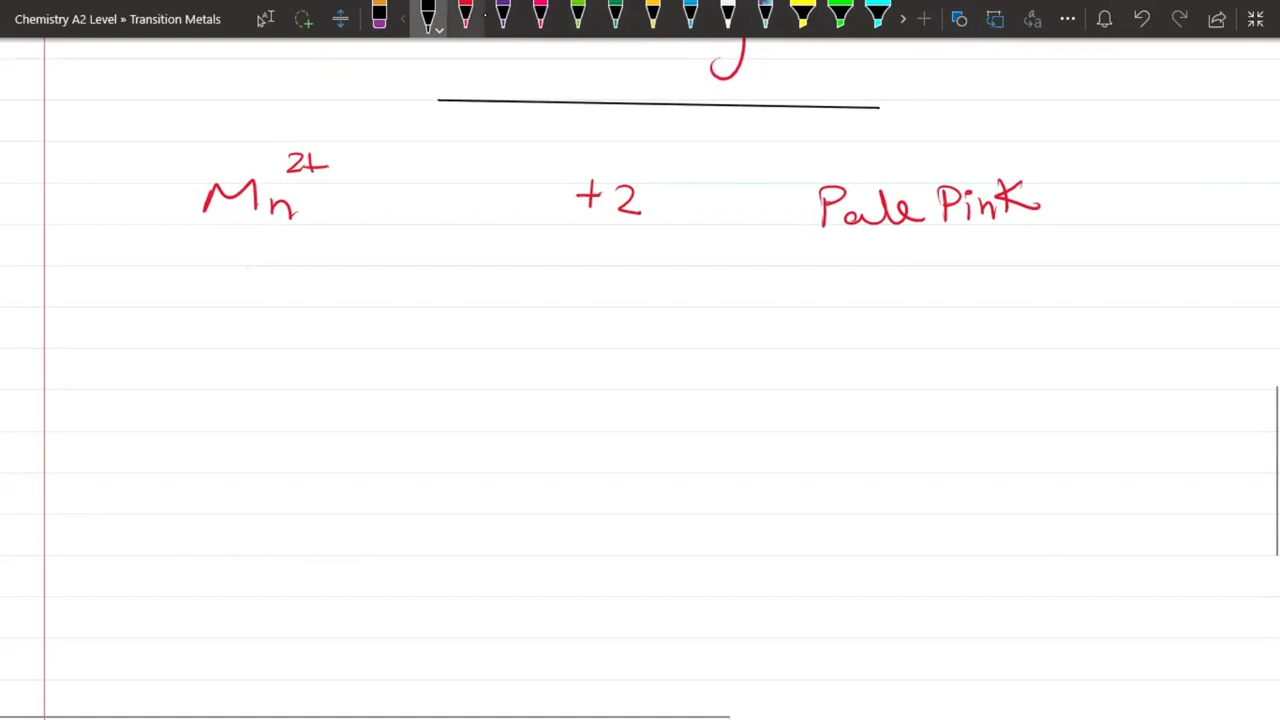 Chemistry A2 Level » Transition Metals
Mn²⁺ +2 Pale Pink